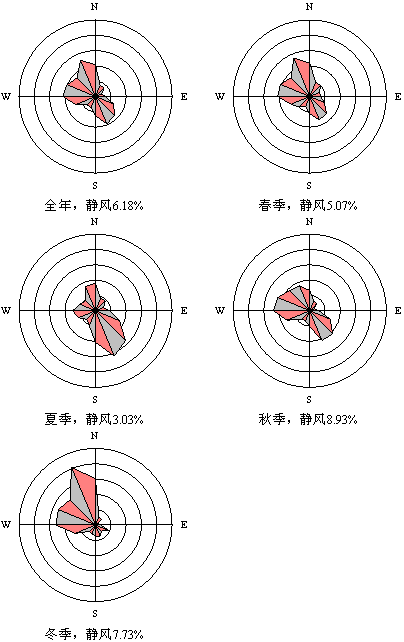 N N
W E W E
S S
全年，静风6.18% 春季，静风5.07%
N N
W E W E
S S
夏季，静风3.03% 秋季，静风8.93%
N
W E
S
冬季，静风7.73%